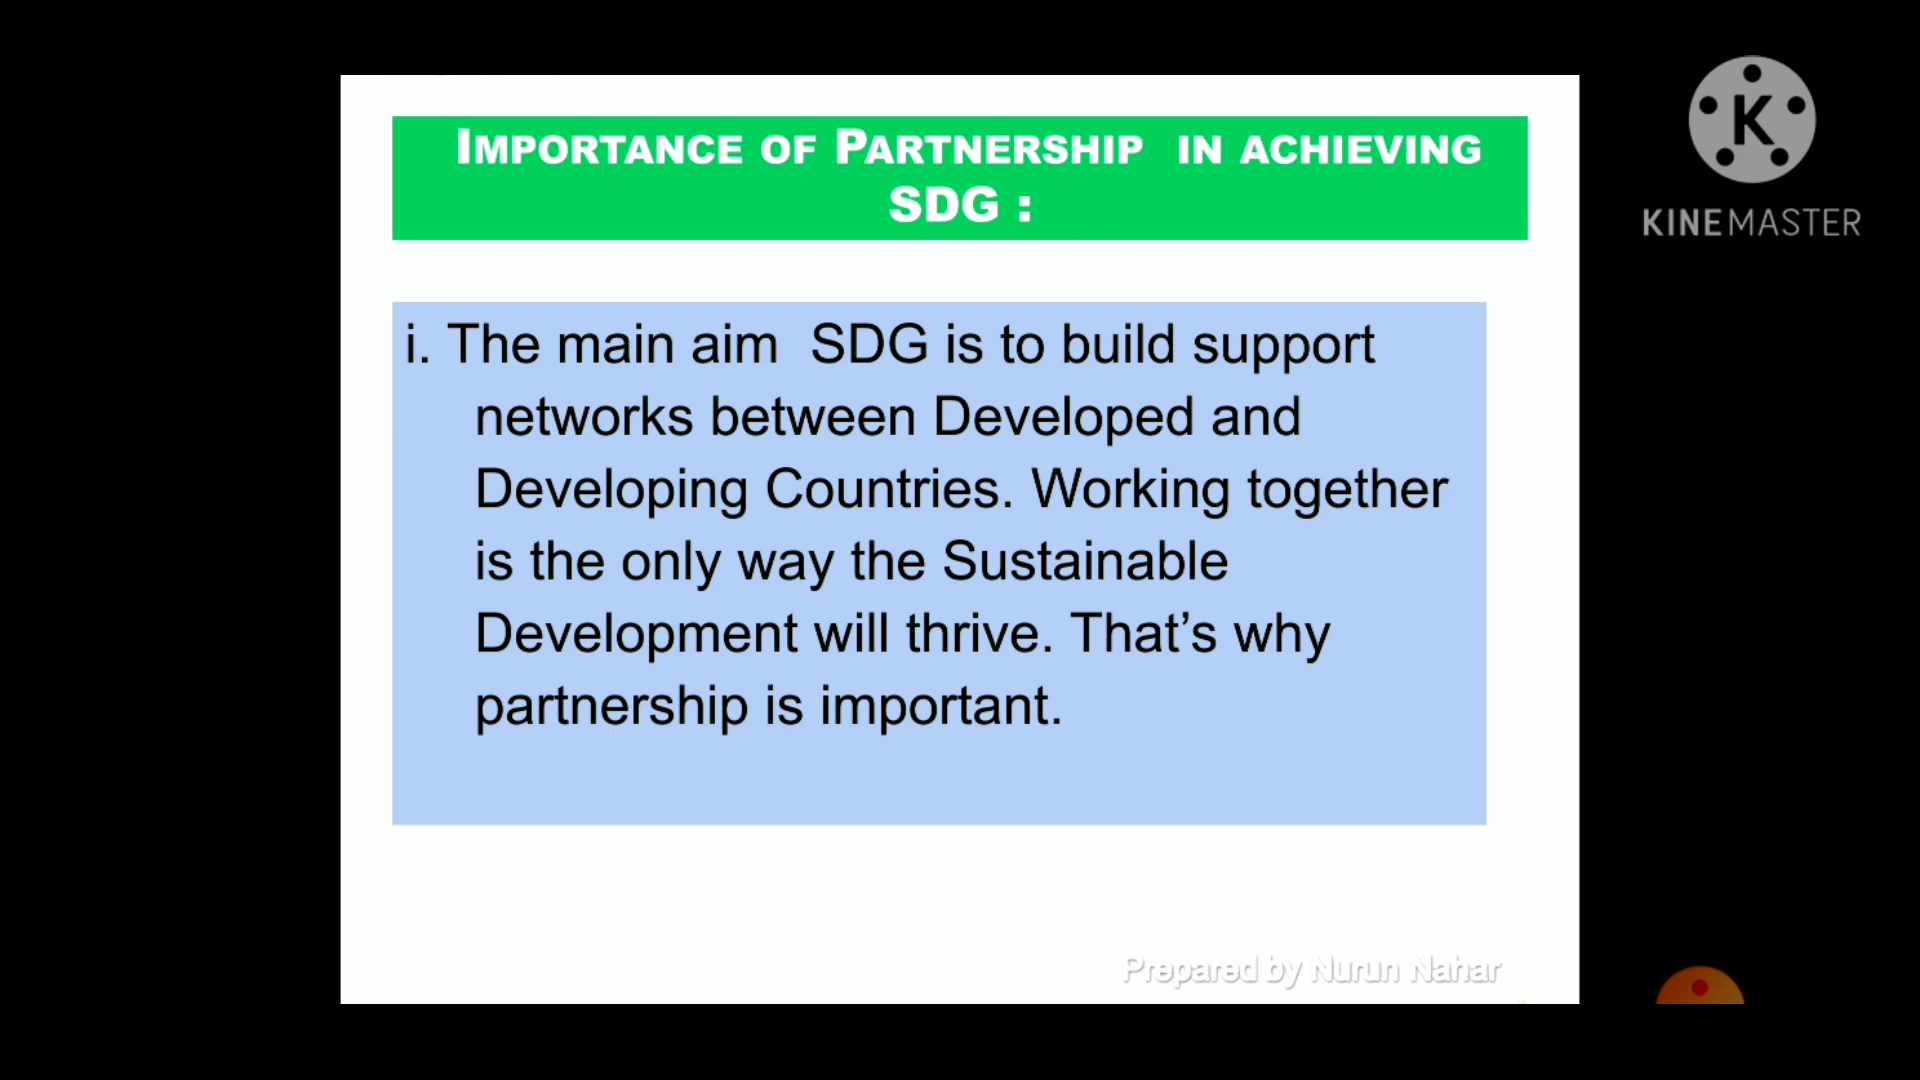 IMPORTANCE OF PARTNERSHIP IN ACHIEVING
SDG :
i. The main aim SDG is to build support
networks between Developed and
Developing Countries. Working together
is the only way the Sustainable
Development will thrive. That’s why
partnership is important.
Prepared by Nurun Nahar
K
KINEMASTER